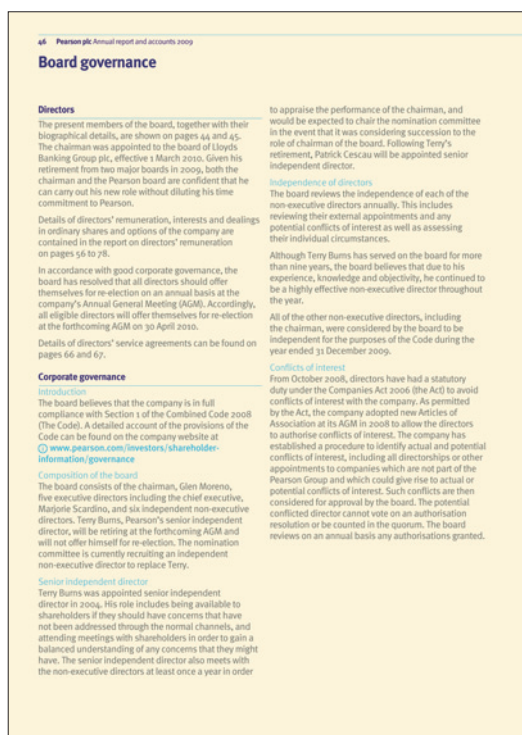 46 Pearson plc Annual report and accounts 2009
Board governance
Directors
The present members of the board, together with their
biographical details, are shown on pages 44 and 45.
The chairman was appointed to the board of Lloyds
Banking Group plc, effective 1 March 2010. Given his
retirement from two major boards in 2009, both the
chairman and the Pearson board are confident that he
can carry out his new role without diluting his time
commitment to Pearson.
Details of directors' remuneration, interests and dealings
in ordinary shares and options of the company are
contained in the report on directors' remuneration
on pages 56 to 78.
In accordance with good corporate governance, the
board has resolved that all directors should offer
themselves for re-election on an annual basis at the
company's Annual General Meeting (AGM). Accordingly,
all eligible directors will offer themselves for re-election
at the forthcoming AGM on 30 April 2010.
Details of directors' service agreements can be found on
pages 66 and 67.
Corporate governance
Introduction
The board believes that the company is in full
compliance with Section 1 of the Combined Code 2008
(The Code). A detailed account of the provisions of the
Code can be found on the company website at
www.pearson.com/investors/shareholder-
information/governance
Composition of the board
The board consists of the chairman, Glen Moreno,
five executive directors including the chief executive,
Marjorie Scardino, and six independent non-executive
directors. Terry Burns, Pearson's senior independent
director, will be retiring at the forthcoming AGM and
will not offer himself for re-election. The nomination
committee is currently recruiting an independent
non-executive director to replace Terry.
Senior independent director
Terry Burns was appointed senior independent
director in 2004. His role includes being available to
shareholders if they should have concerns that have
not been addressed through the normal channels, and
attending meetings with shareholders in order to gain a
balanced understanding of any concerns that they might
have. The senior independent director also meets with
the non-executive directors at least once a year in order
to appraise the performance of the chairman, and
would be expected to chair the nomination committee
in the event that it was considering succession to the
role of chairman of the board. Following Terry's
retirement, Patrick Cescau will be appointed senior
independent director.
Independence of directors
The board reviews the independence of each of the
non-executive directors annually. This includes
reviewing their external appointments and any
potential conflicts of interest as well as assessing
their individual circumstances.
Although Terry Burns has served on the board for more
than nine years, the board believes that due to his
experience, knowledge and objectivity, he continued to
be a highly effective non-executive director throughout
the year.
All of the other non-executive directors, including
the chairman, were considered by the board to be
independent for the purposes of the Code during the
year ended 31 December 2009.
Conflicts of interest
From October 2008, directors have had a statutory
duty under the Companies Act 2006 (the Act) to avoid
conflicts of interest with the company. As permitted
by the Act, the company adopted new Articles of
Association at its AGM in 2008 to allow the directors
to authorise conflicts of interest. The company has
established a procedure to identify actual and potential
conflicts of interest, including all directorships or other
appointments to companies which are not part of the
Pearson Group and which could give rise to actual or
potential conflicts of interest. Such conflicts are then
considered for approval by the board. The potential
conflicted director cannot vote on an authorisation
resolution or be counted in the quorum. The board
reviews on an annual basis any authorisations granted.